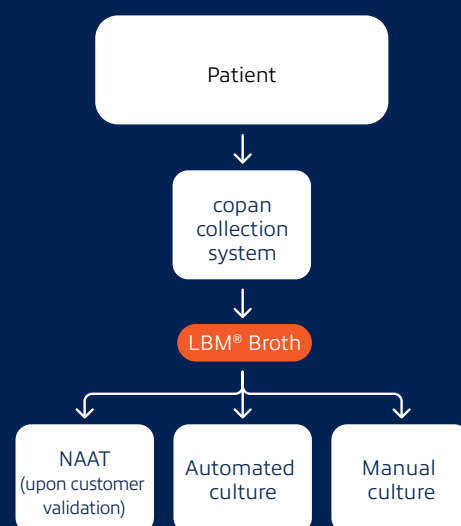 Patient
copan
collection
system
LBM® Broth
NAAT
(upon customer
validation)
Automated
culture
Manual
culture